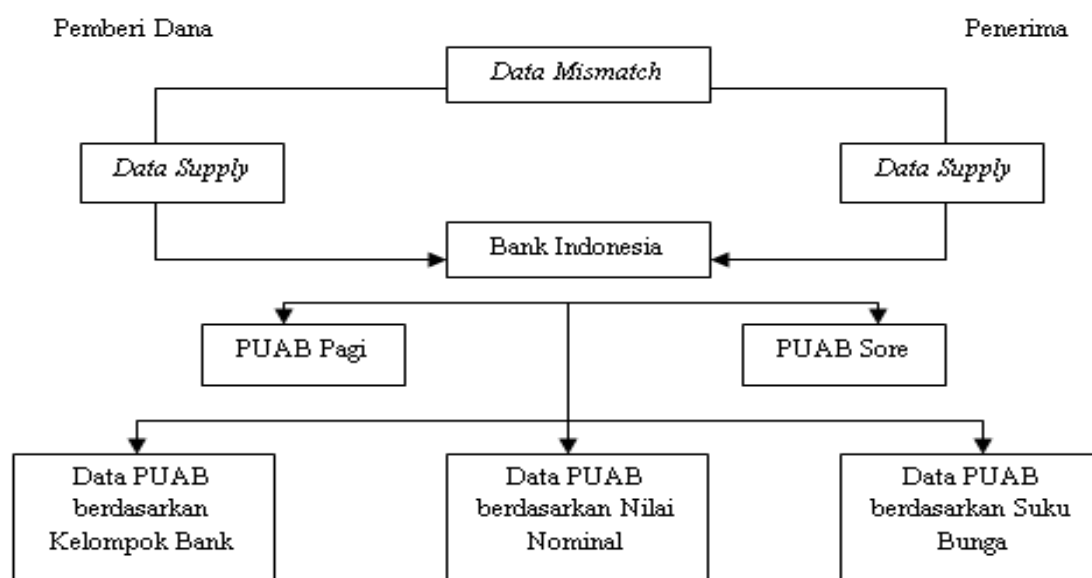 Pemberi Dana
Penerima
Data Mismatch
Data Supply
Data Supply
Bank Indonesia
PUAB Pagi
PUAB Sore
Data PUAB
berdasarkan
Kelompok Bank
Data PUAB
berdasarkan Nilai
Nominal
Data PUAB
berdasarkan Suku
Bunga